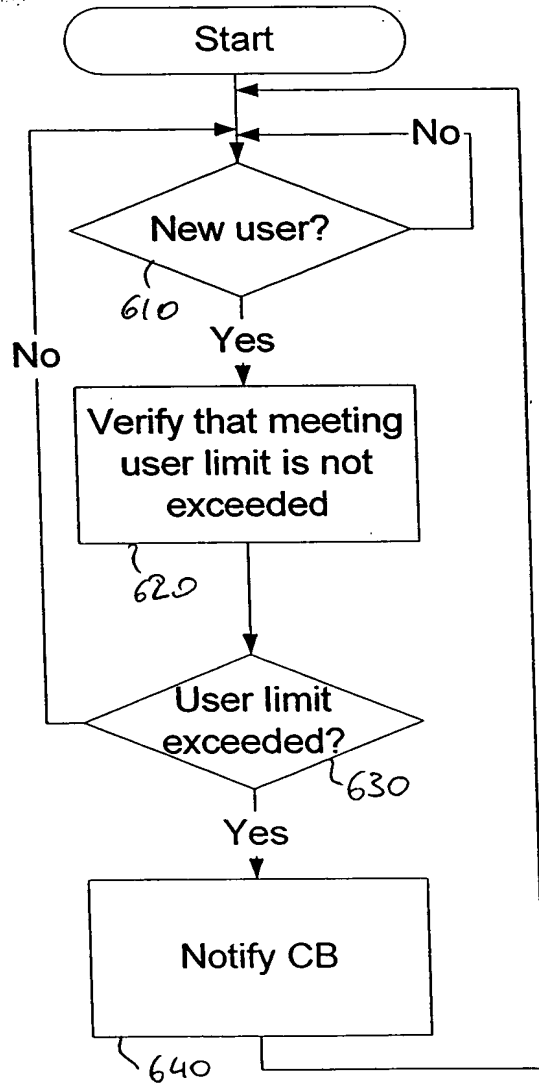 Start
No
New user?
610
Yes
No
Verify that meeting
user limit is not
exceeded
620
User limit
exceeded?
630
Yes
Notify CB
640